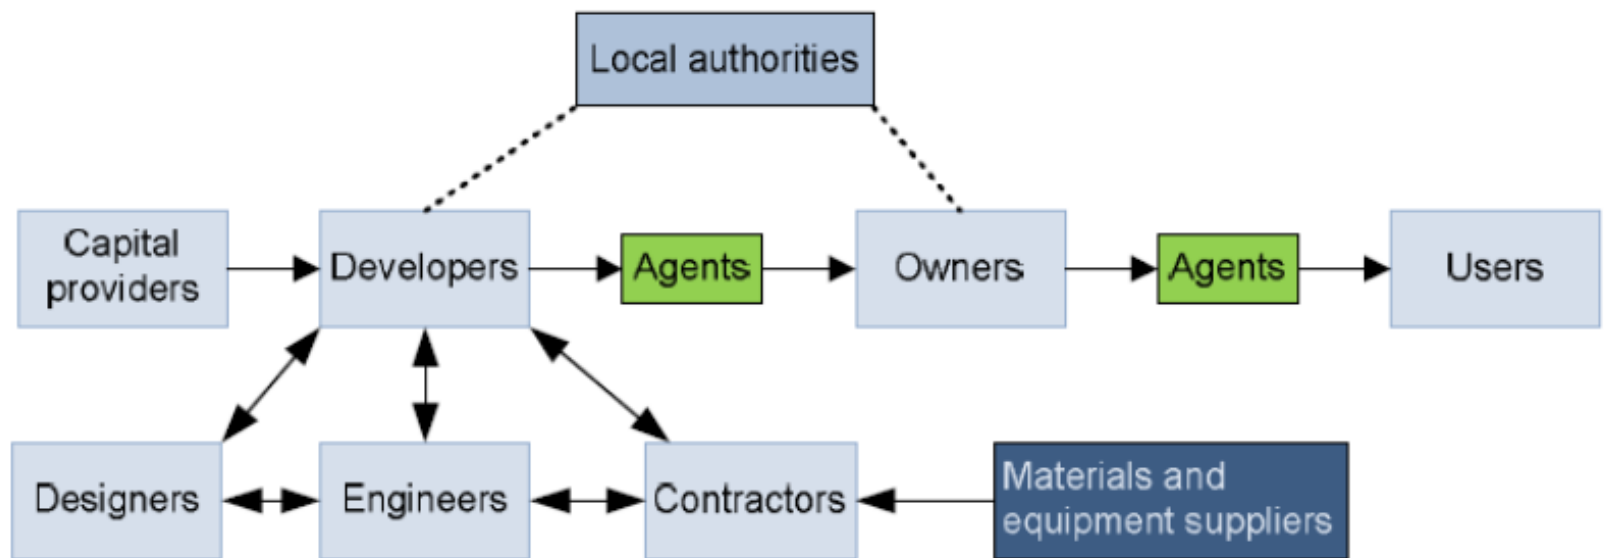 Local authorities
Capital
providers
Developers
Agents
Owners
Agents
Users
Designers
Engineers
Contractors
Materials and
equipment suppliers